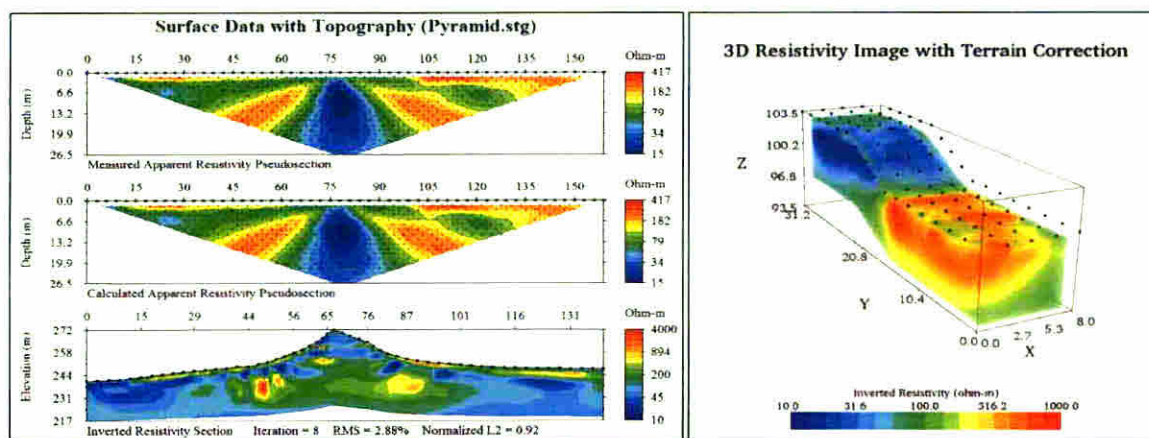 Surface Data with Topography (Pyramid.stg)
0 15 30 45 60 75 90 105 120 135 150 Ohm-m
Depth (m)
0.0
6.6
13.2
19.9
26.5
417
182
79
34
15
Measured Apparent Resistivity Pseudosection
0 15 30 45 60 75 90 105 120 135 150 Ohm-m
Depth (m)
0.0
6.6
13.2
19.9
26.5
417
182
79
34
15
Calculated Apparent Resistivity Pseudosection
0 15 29 41 48 56 65 76 87 101 116 131 Ohm-m
Elevation (m)
272
258
244
231
217
4000
894
200
45
10
Inverted Resistivity Section Iteration = 8 RMS = 2.88% Normalized L2 = 0.92
3D Resistivity Image with Terrain Correction
Z
103.5
100.2
96.8
93.5
31.2
20.8
10.4
0.0
Y
0.0
2.7
5.3
8.0
X
Inverted Resistivity (ohm-m)
10.0 31.6 100.0 316.2 1000.0